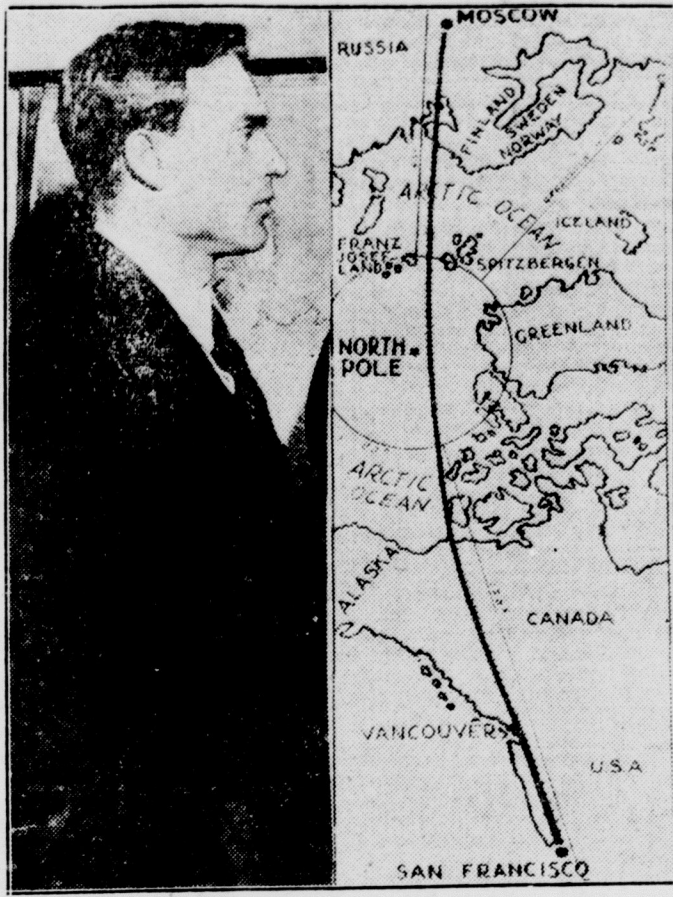 MOSCOW
RUSSIA
FINLAND
SWEDEN
NORWAY
ARCTIC OCEAN
ICELAND
FRANZ
JOSEF
LAND
SPITZBERGEN
GREENLAND
NORTH
POLE
ARCTIC
OCEAN
ALASKA
CANADA
VANCOUVER
U.S.A
SAN FRANCISCO